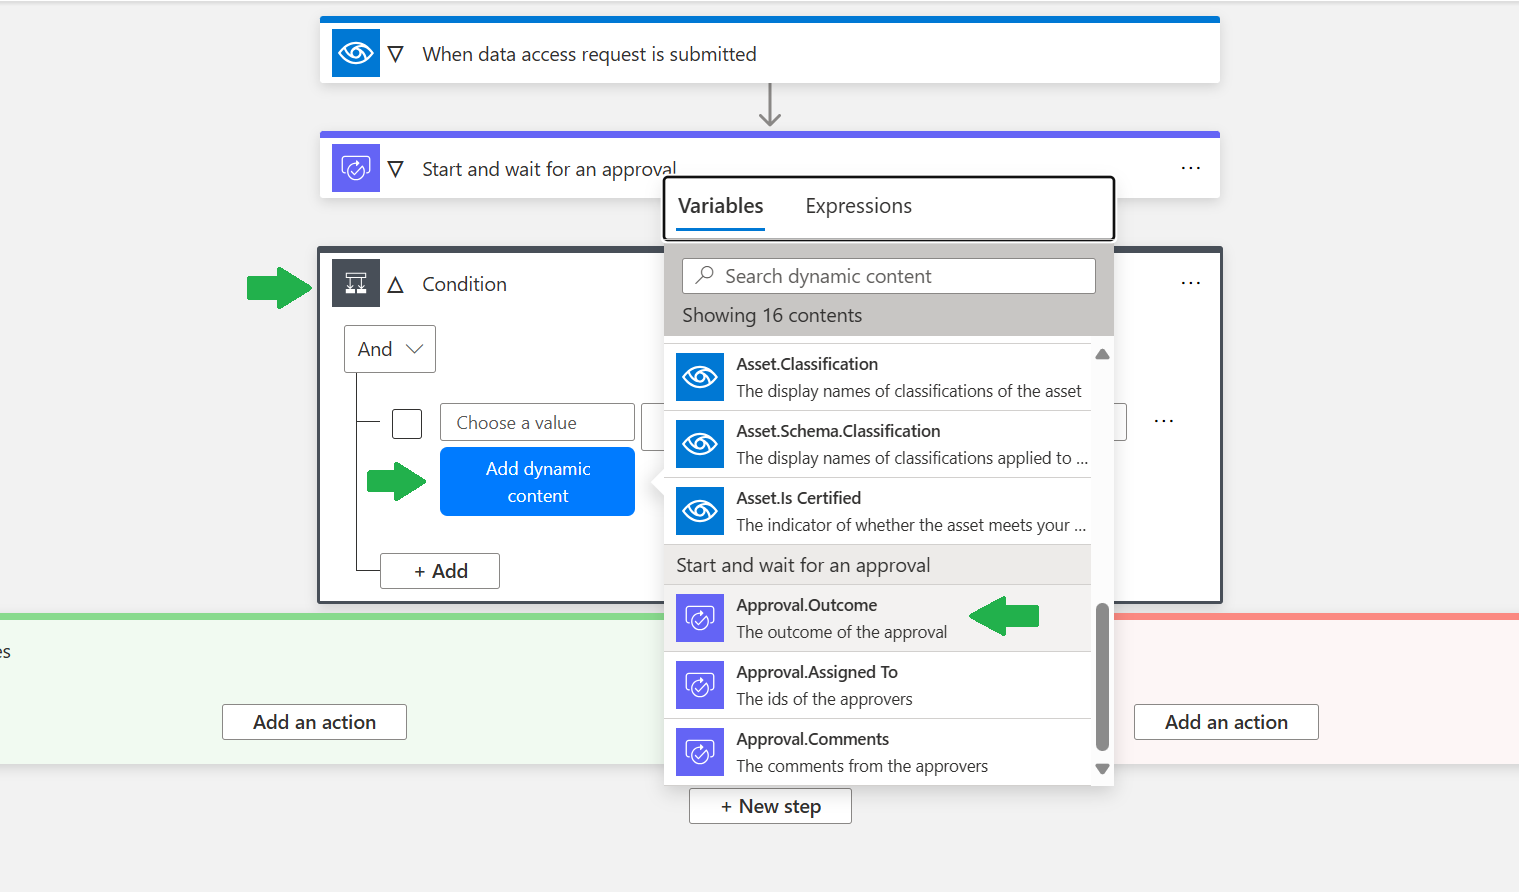 When data access request is submitted
Start and wait for an approval
...
Variables
Expressions
Condition
...
Search dynamic content
Showing 16 contents
And
Choose a value
...
Add dynamic
content
+ Add
Asset.Classification
The display names of classifications of the asset
Asset.Schema.Classification
The display names of classifications applied to ...
Asset.Is Certified
The indicator of whether the asset meets your ...
Start and wait for an approval
Approval.Outcome
The outcome of the approval
Approval.Assigned To
The ids of the approvers
Approval.Comments
The comments from the approvers
es
Add an action
Add an action
+ New step